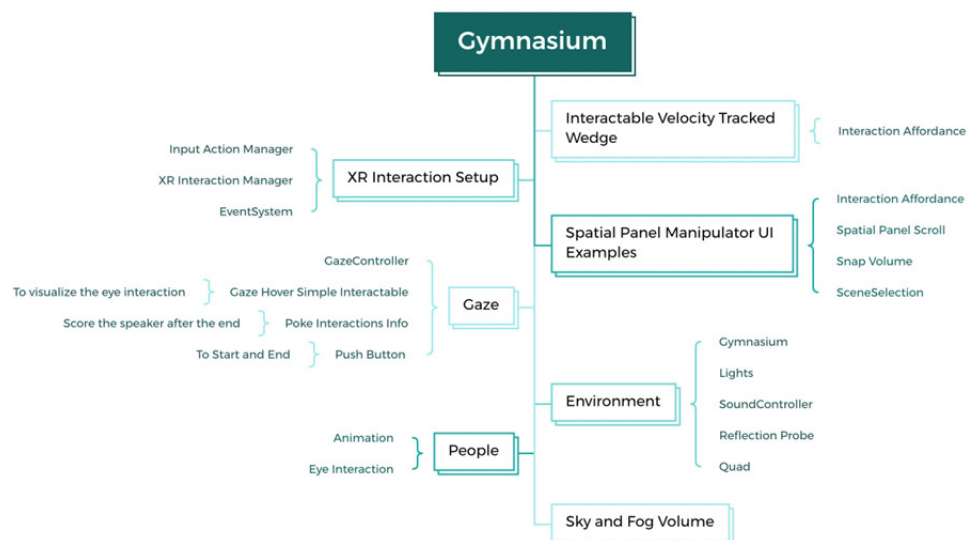 Gymnasium
Interactable Velocity Tracked
Wedge
Interaction Affordance
Input Action Manager
XR Interaction Manager
EventSystem
XR Interaction Setup
Spatial Panel Manipulator UI
Examples
Interaction Affordance
Spatial Panel Scroll
Snap Volume
SceneSelection
GazeController
To visualize the eye interaction
Gaze Hover Simple Interactable
Score the speaker after the end
Poke Interactions Info
To Start and End
Push Button
Gaze
Environment
Gymnasium
Lights
SoundController
Reflection Probe
Quad
Animation
Eye Interaction
People
Sky and Fog Volume